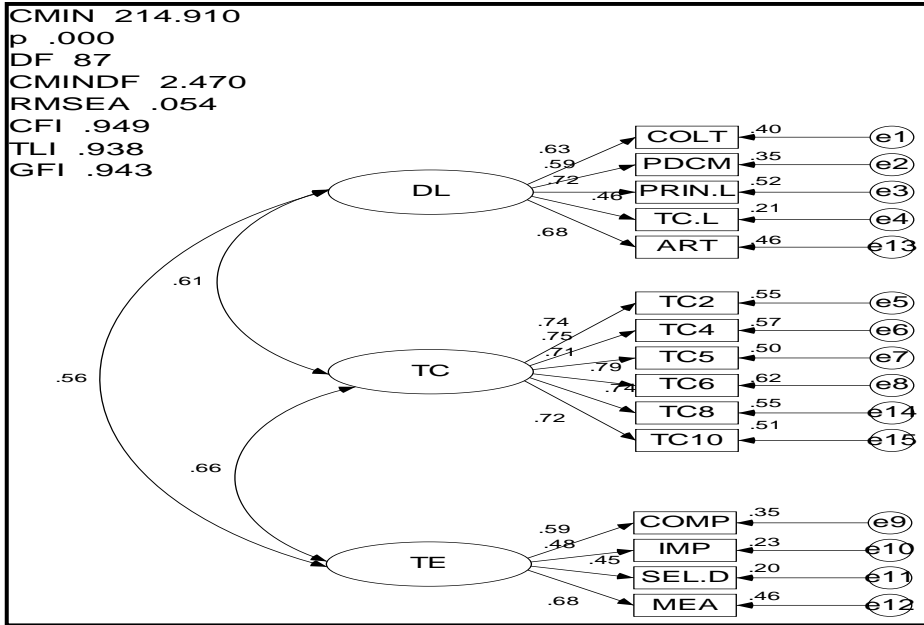 CMIN 214.910
p .000
DF 87
CMINDF 2.470
RMSEA .054
CFI .949
TLI .938
GFI .943
DL
.63
.59
.72
.46
.68
COLT .40 e1
PDCM .35 e2
PRIN.L .52 e3
TC.L .21 e4
ART .46 e13
.61
.56
TC
.74
.75
.71
.79
.74
.72
TC2 .55 e5
TC4 .57 e6
TC5 .50 e7
TC6 .62 e8
TC8 .55 e14
TC10 .51 e15
.66
TE
.59
.48
.45
.68
COMP .35 e9
IMP .23 e10
SEL.D .20 e11
MEA .46 e12